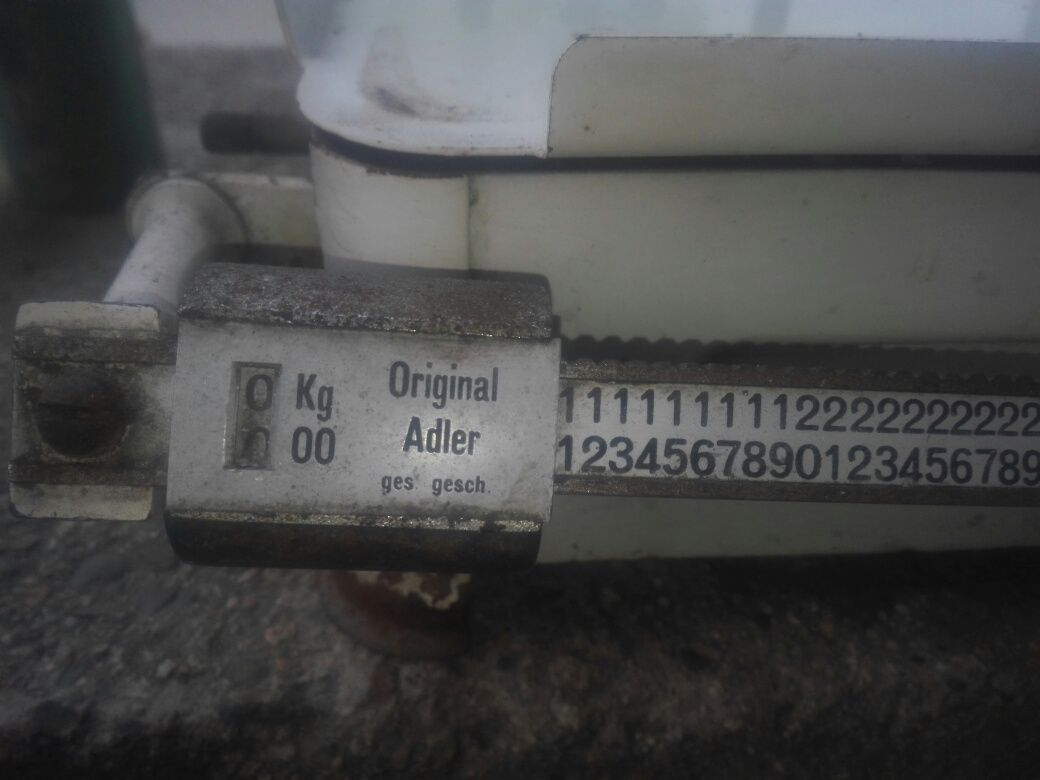 0 Kg
0 00
Original
Adler
ges. gesch.
1111111112222222222
1234567890123456789